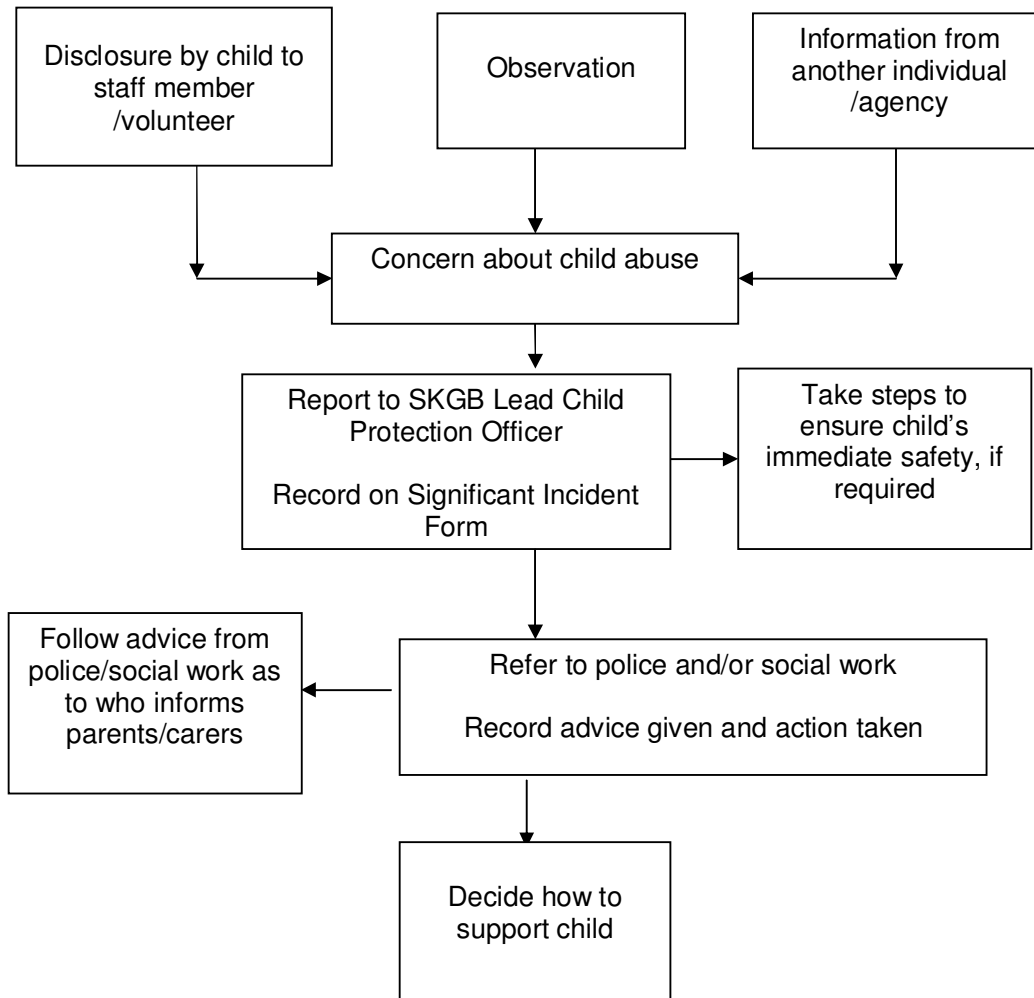 Disclosure by child to
staff member
/volunteer
Observation
Information from
another individual
/agency
Concern about child abuse
Report to SKGB Lead Child
Protection Officer
Record on Significant Incident
Form
Take steps to
ensure child’s
immediate safety, if
required
Follow advice from
police/social work as
to who informs
parents/carers
Refer to police and/or social work
Record advice given and action taken
Decide how to
support child